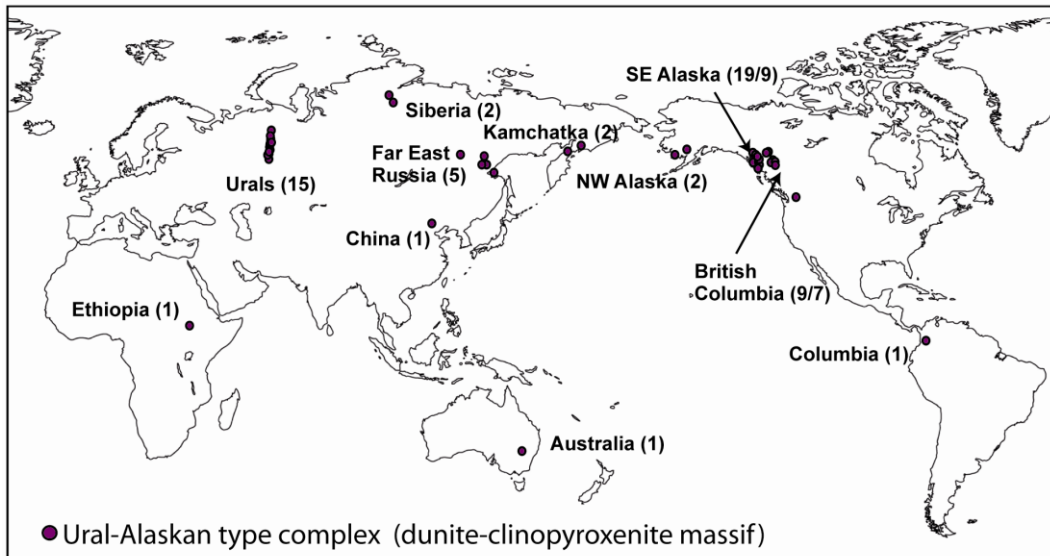 SE Alaska (19/9)
Siberia (2)
Kamchatka (2)
Far East
Russia (5)
Urals (15)
NW Alaska (2)
China (1)
British
Columbia (9/7)
Ethiopia (1)
Columbia (1)
Australia (1)
Ural-Alaskan type complex (dunite-clinopyroxenite massif)